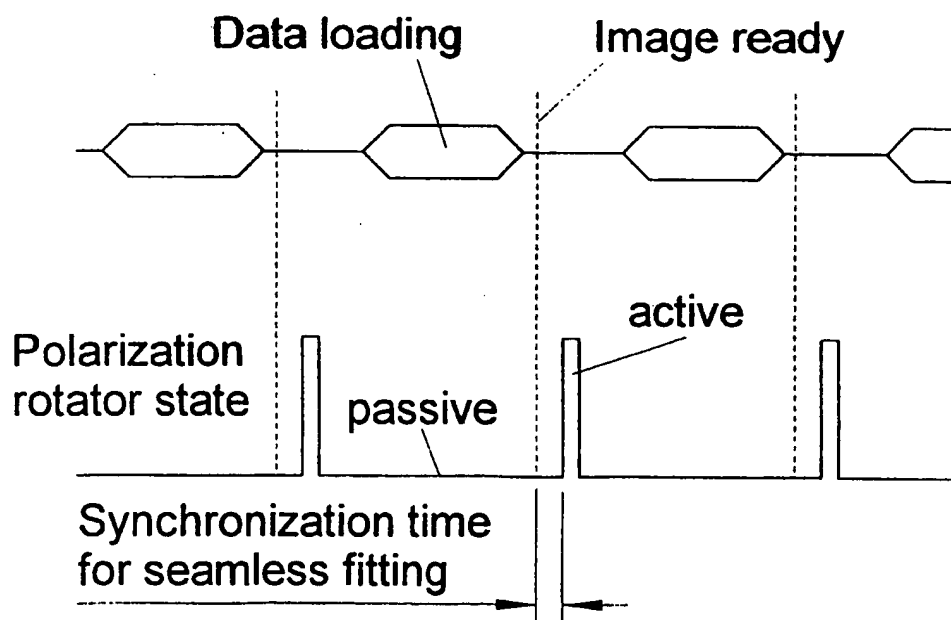 Data loading
Image ready
active
Polarization
rotator state
passive
Synchronization time
for seamless fitting